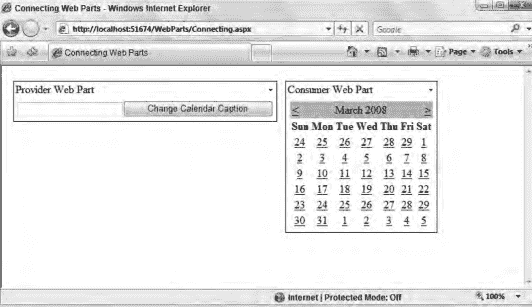 Connecting Web Parts - Windows Internet Explorer
http://localhost:51674/WebParts/Connecting.aspx
Google
Connecting Web Parts
Page
Tools
Provider Web Part
Change Calendar Caption
Consumer Web Part
< March 2008 >
Sun Mon Tue Wed Thu Fri Sat
24 25 26 27 28 29 1
2 3 4 5 6 7 8
9 10 11 12 13 14 15
16 17 18 19 20 21 22
23 24 25 26 27 28 29
30 31 1 2 3 4 5
Internet | Protected Mode: Off
100%